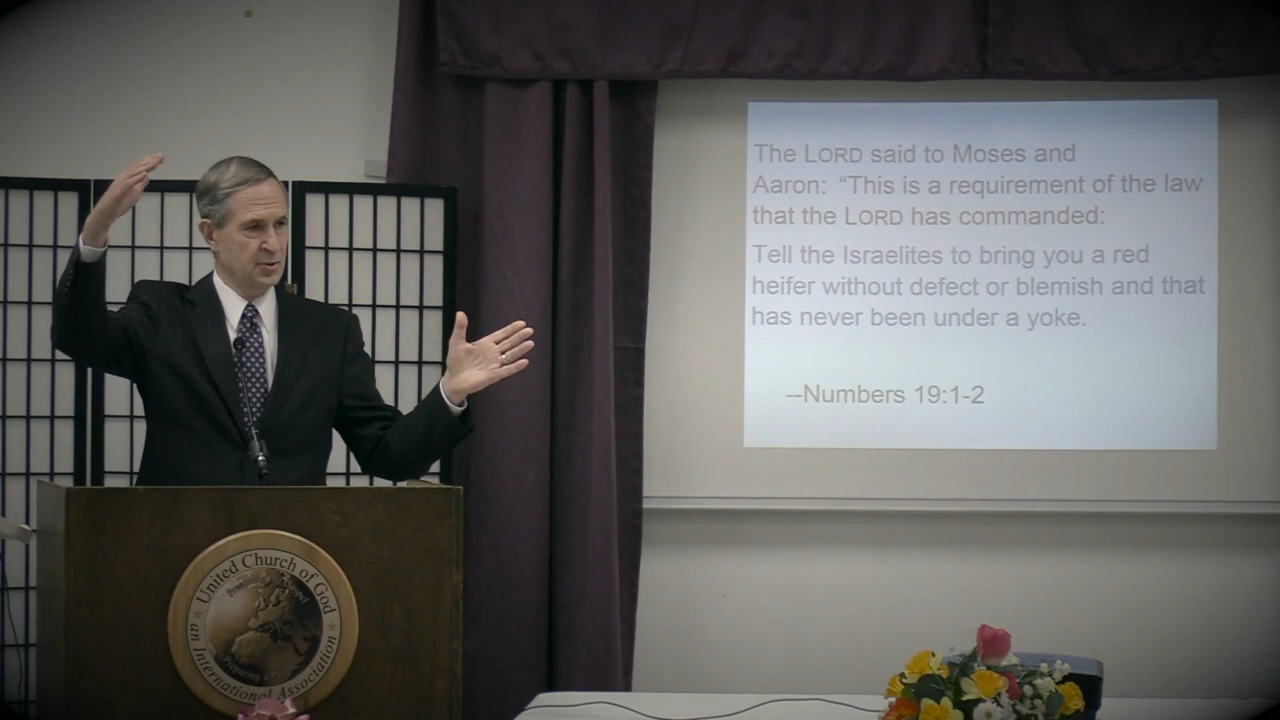 The LORD said to Moses and
Aaron:  “This is a requirement of the law
that the LORD has commanded:
Tell the Israelites to bring you a red
heifer without defect or blemish and that
has never been under a yoke.
--Numbers 19:1-2
United Church of God
an International Association